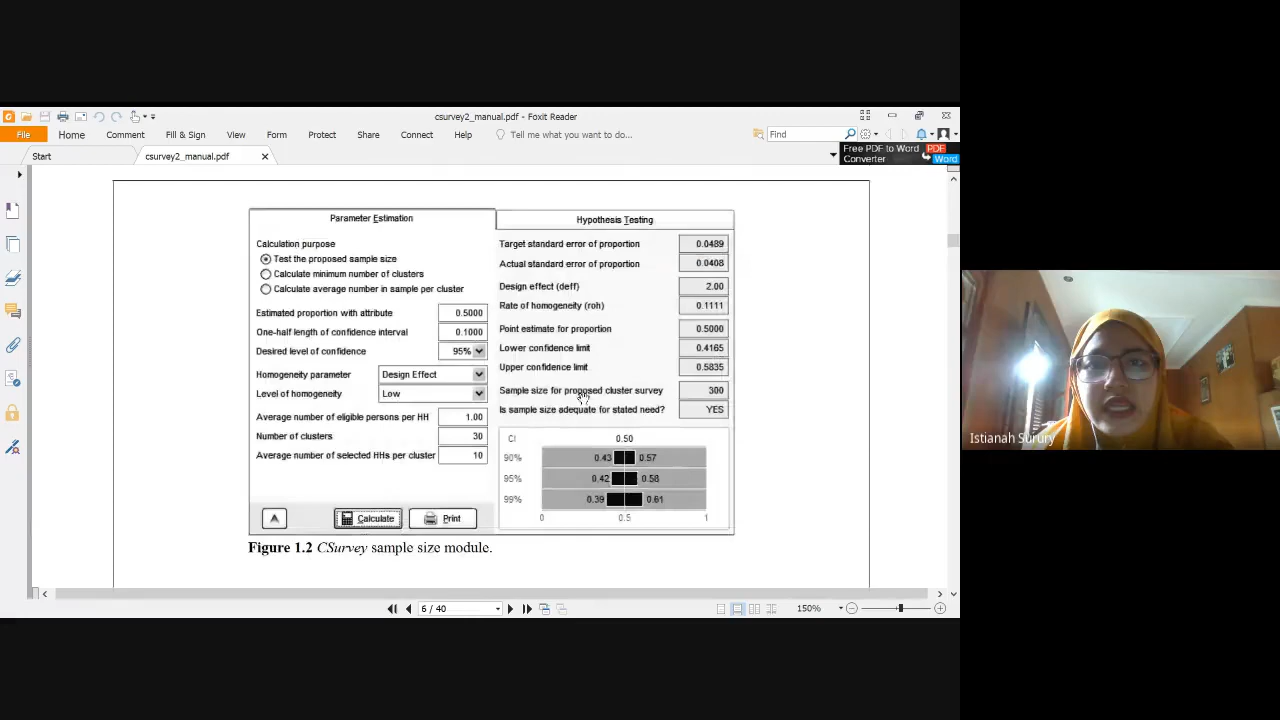 csurvey2_manual.pdf - Foxit Reader
File Home Comment Fill & Sign View Form Protect Share Connect Help Tell me what you want to do... Find
Start csurvey2_manual.pdf
Free PDF to Word PDF
Converter Word
Parameter Estimation Hypothesis Testing
Calculation purpose
Test the proposed sample size
Calculate minimum number of clusters
Calculate average number in sample per cluster
Estimated proportion with attribute 0.5000
One-half length of confidence interval 0.1000
Desired level of confidence 95%
Homogeneity parameter Design Effect
Level of homogeneity Low
Average number of eligible persons per HH 1.00
Number of clusters 30
Average number of selected HHs per cluster 10
Calculate Print
Target standard error of proportion 0.0489
Actual standard error of proportion 0.0408
Design effect (deff) 2.00
Rate of homogeneity (roh) 0.1111
Point estimate for proportion 0.5000
Lower confidence limit 0.4165
Upper confidence limit 0.5835
Sample size for proposed cluster survey 300
Is sample size adequate for stated need? YES
CI 0.50
90% 0.43 0.57
95% 0.42 0.58
99% 0.39 0.61
0 0.5 1
Figure 1.2 CSurvey sample size module.
6 / 40 150%
Istianah Surury